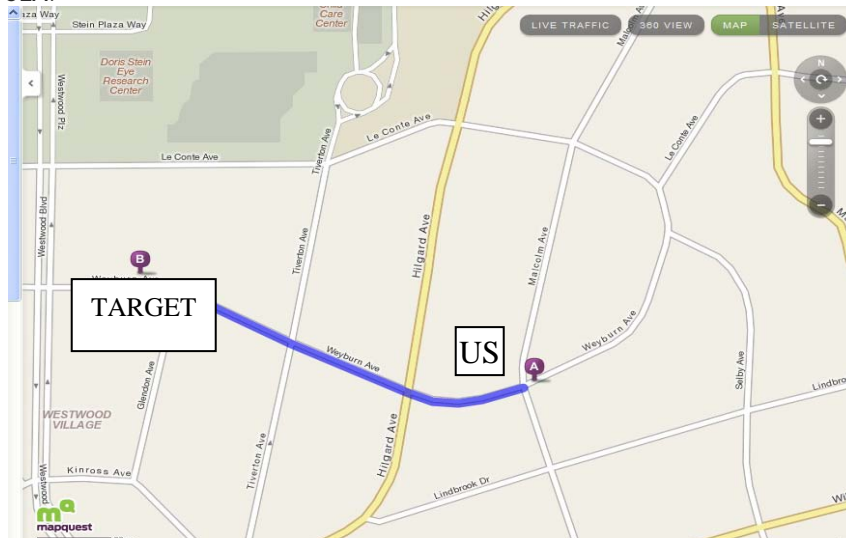 Stein Plaza Way
Care
Center
LIVE TRAFFIC
360 VIEW
MAP
SATELLITE
Doris Stein
Eye
Research
Center
Westwood Plz
N
Le Conte Ave
Le Conte Ave
Le Conte Ave
Tiverton Ave
Westwood Blvd
Hilgard Ave
Malcolm Ave
Tiverton Ave
B
TARGET
US
A
Weyburn Ave
Weyburn Ave
Selby Ave
Glendon Ave
WESTWOOD
VILLAGE
Hilgard Ave
Tiverton Ave
Kinross Ave
Lindbrook Dr
Westwood
mq
mapquest